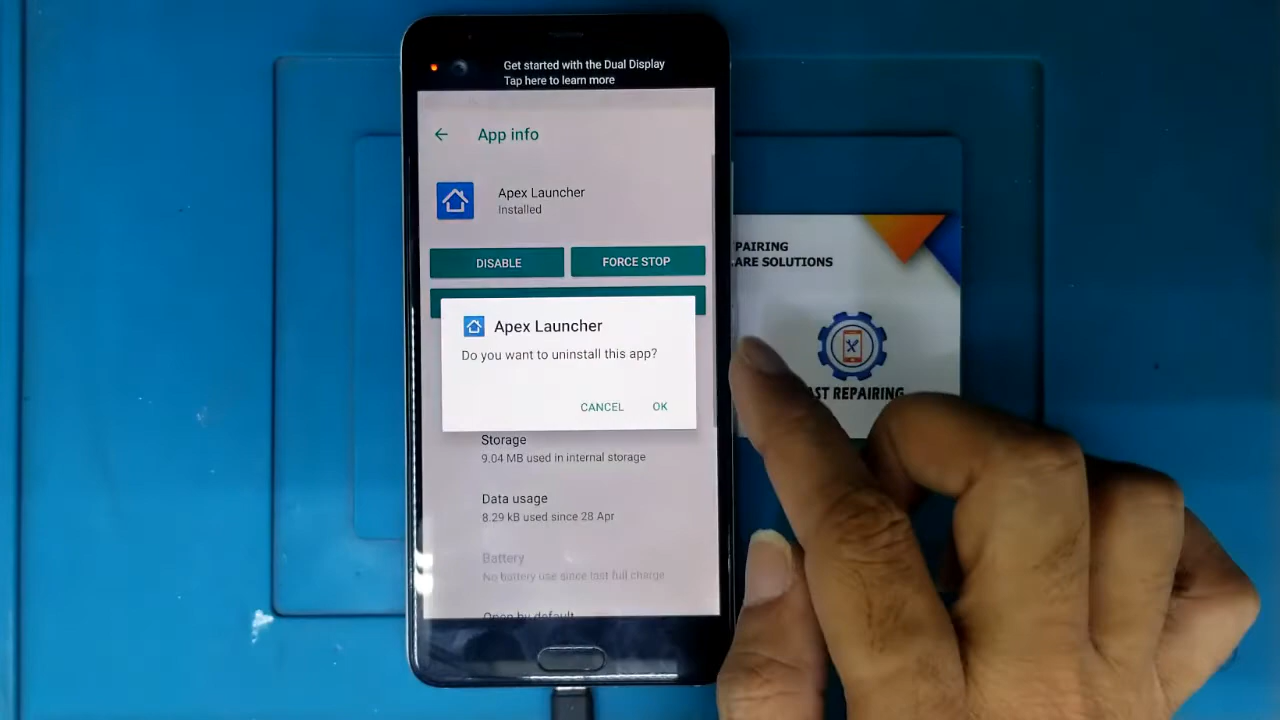 Get started with the Dual Display
Tap here to learn more
App info
Apex Launcher
Installed
DISABLE
FORCE STOP
Apex Launcher
Do you want to uninstall this app?
CANCEL
OK
Storage
9.04 MB used in internal storage
Data usage
8.29 kB used since 28 Apr
Battery
No battery use since last full charge
Open by default
PAIRING
ARE SOLUTIONS
AST REPAIRING